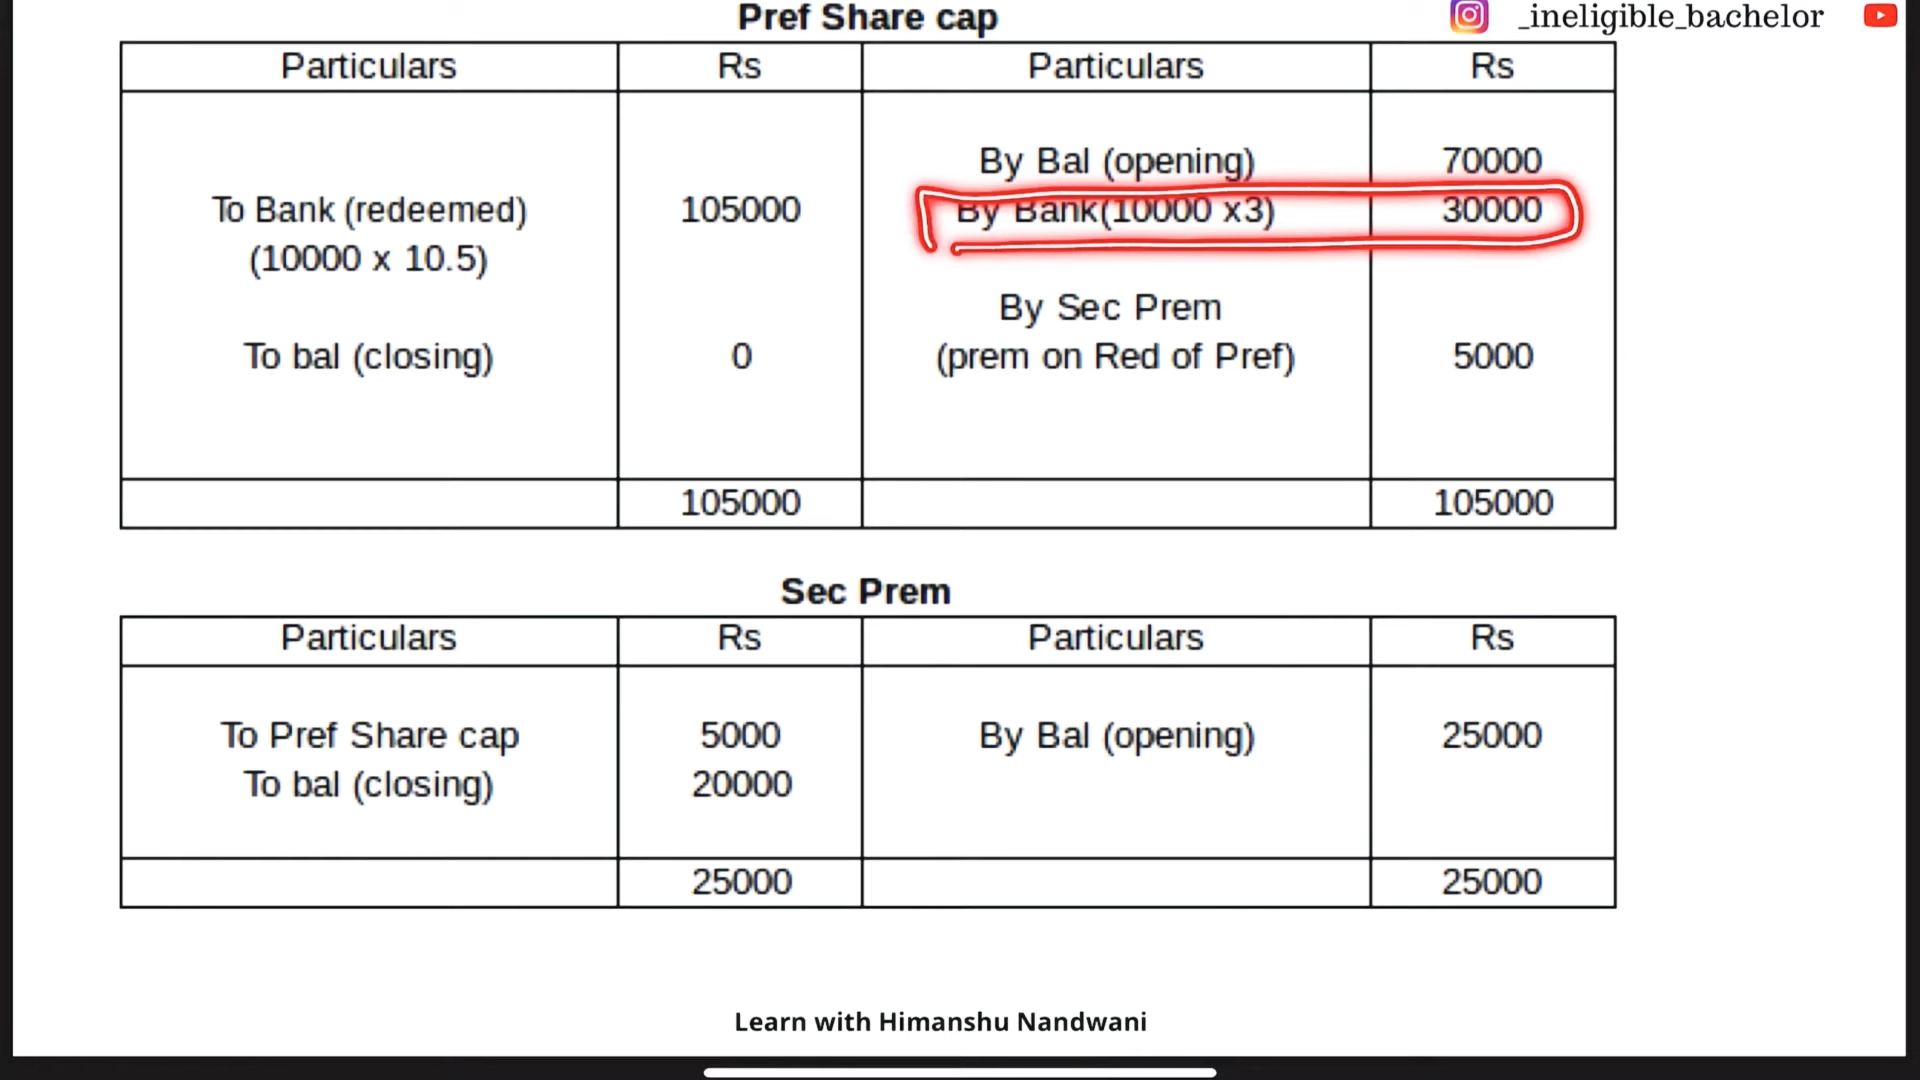 Pref Share cap
_ineligible_bachelor
Particulars Rs Particulars Rs
By Bal (opening) 70000
To Bank (redeemed) 105000 By Bank(10000 x3) 30000
(10000 x 10.5)
By Sec Prem
To bal (closing) 0 (prem on Red of Pref) 5000
105000 105000
Sec Prem
Particulars Rs Particulars Rs
To Pref Share cap 5000 By Bal (opening) 25000
To bal (closing) 20000
25000 25000
Learn with Himanshu Nandwani